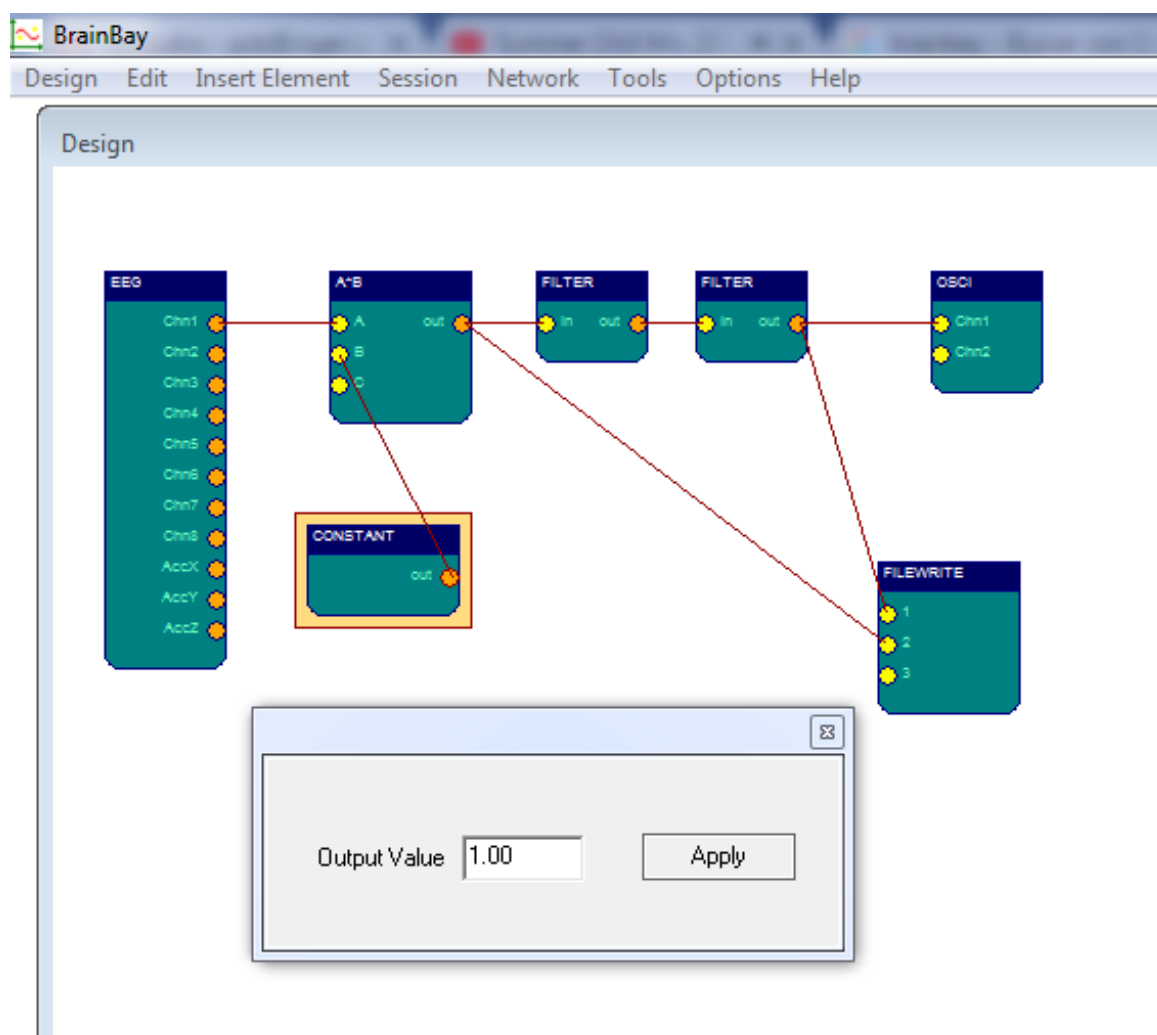 BrainBay
Design Edit Insert Element Session Network Tools Options Help
Design
EEG
Chn1
Chn2
Chn3
Chn4
Chn5
Chn6
Chn7
Chn8
AccX
AccY
AccZ
A*B
A out
B
C
FILTER
In out
FILTER
In out
OSCI
Chn1
Chn2
CONSTANT
out
FILEWRITE
1
2
3
Output Value 1.00 Apply